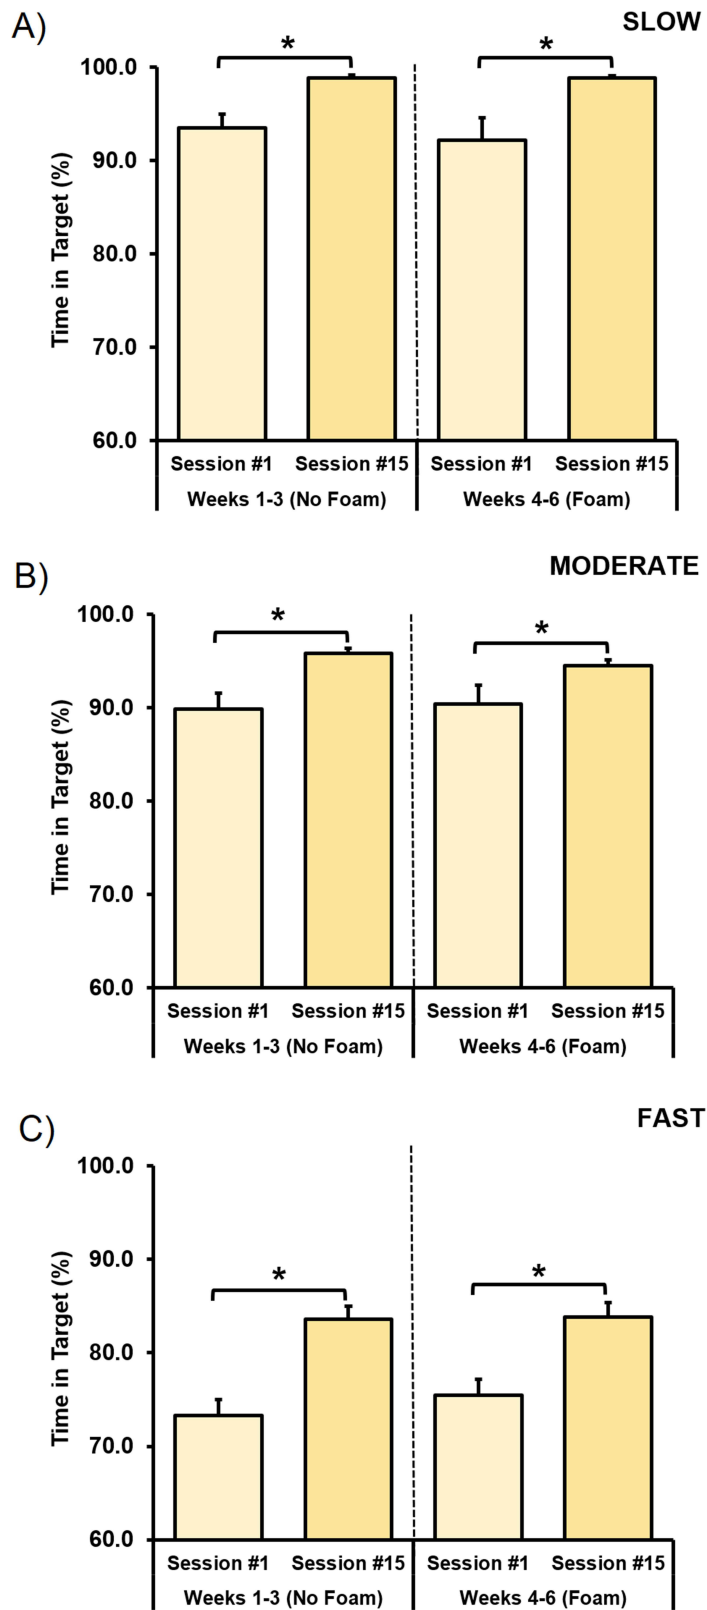 A)
SLOW
*
*
100.0
90.0
80.0
70.0
60.0
Time in Target (%)
Session #1
Session #15
Session #1
Session #15
Weeks 1-3 (No Foam)
Weeks 4-6 (Foam)
B)
MODERATE
*
*
100.0
90.0
80.0
70.0
60.0
Time in Target (%)
Session #1
Session #15
Session #1
Session #15
Weeks 1-3 (No Foam)
Weeks 4-6 (Foam)
C)
FAST
*
*
100.0
90.0
80.0
70.0
60.0
Time in Target (%)
Session #1
Session #15
Session #1
Session #15
Weeks 1-3 (No Foam)
Weeks 4-6 (Foam)